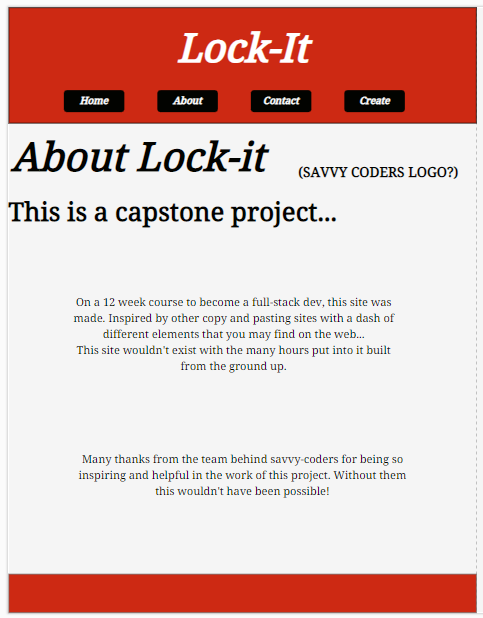 Lock-It
Home About Contact Create
About Lock-it (SAVVY CODERS LOGO?)
This is a capstone project...
On a 12 week course to become a full-stack dev, this site was
made. Inspired by other copy and pasting sites with a dash of
different elements that you may find on the web...
This site wouldn't exist with the many hours put into it built
from the ground up.
Many thanks from the team behind savvy-coders for being so
inspiring and helpful in the work of this project. Without them
this wouldn't have been possible!